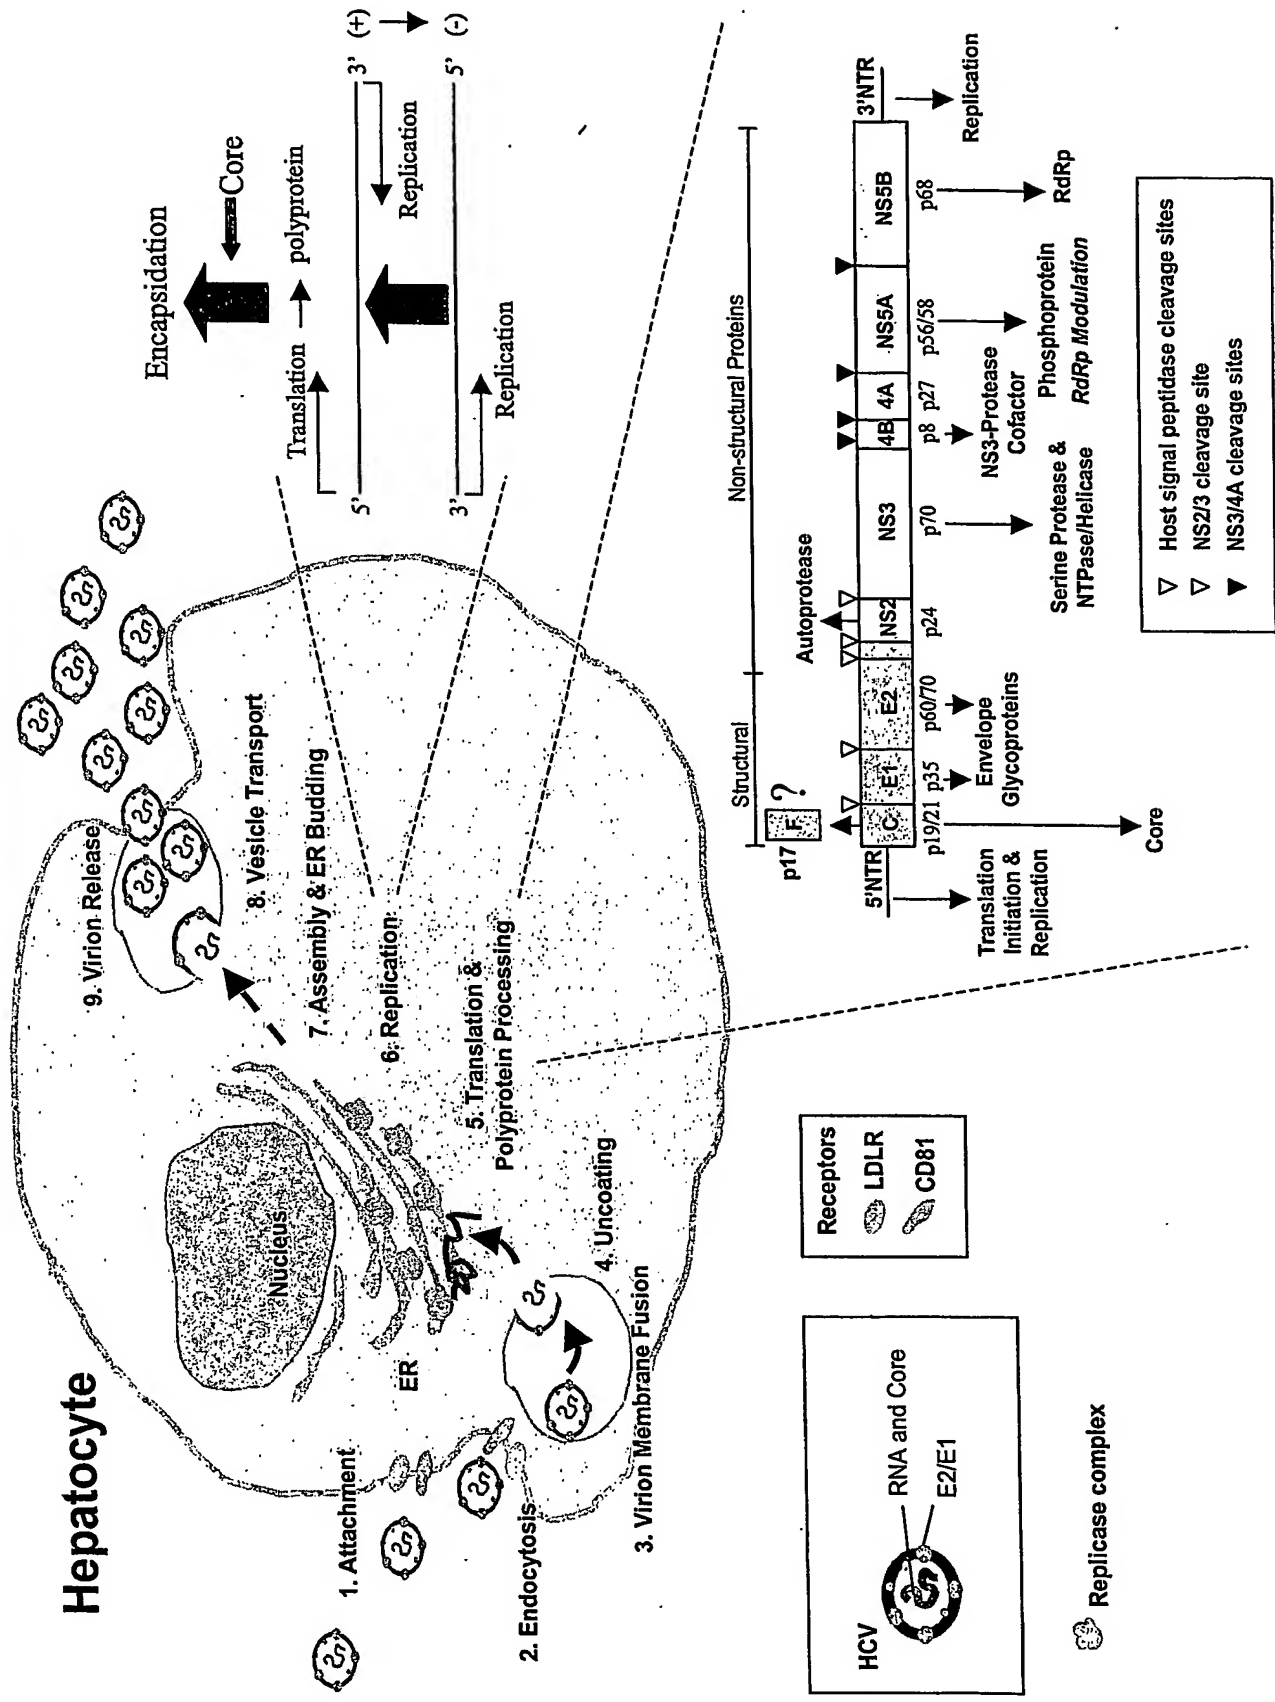 Hepatocyte
1. Attachment
2. Endocytosis
3. Virion Membrane Fusion
4. Uncoating
5. Translation &
Polyprotein Processing
6. Replication
7. Assembly & ER Budding
8. Vesicle Transport
9. Virion Release
Nucleus
ER
Encapsidation
Core
Translation
polyprotein
5'
3'
(+)
Replication
3'
5'
(-)
Replication
HCV
RNA and Core
E2/E1
Replicase complex
Receptors
LDLR
CD81
Structural
Non-structural Proteins
p17
F
?
Autoprotease
5'NTR
C
E1
E2
NS2
NS3
4B
4A
NS5A
NS5B
3'NTR
p19/21
p35
p60/70
p24
p70
p8
p27
p56/58
p68
Translation
Initiation &
Replication
Core
Envelope
Glycoproteins
Serine Protease &
NTPase/Helicase
NS3-Protease
Cofactor
Phosphoprotein
RdRp Modulation
RdRp
Replication
Host signal peptidase cleavage sites
NS2/3 cleavage site
NS3/4A cleavage sites